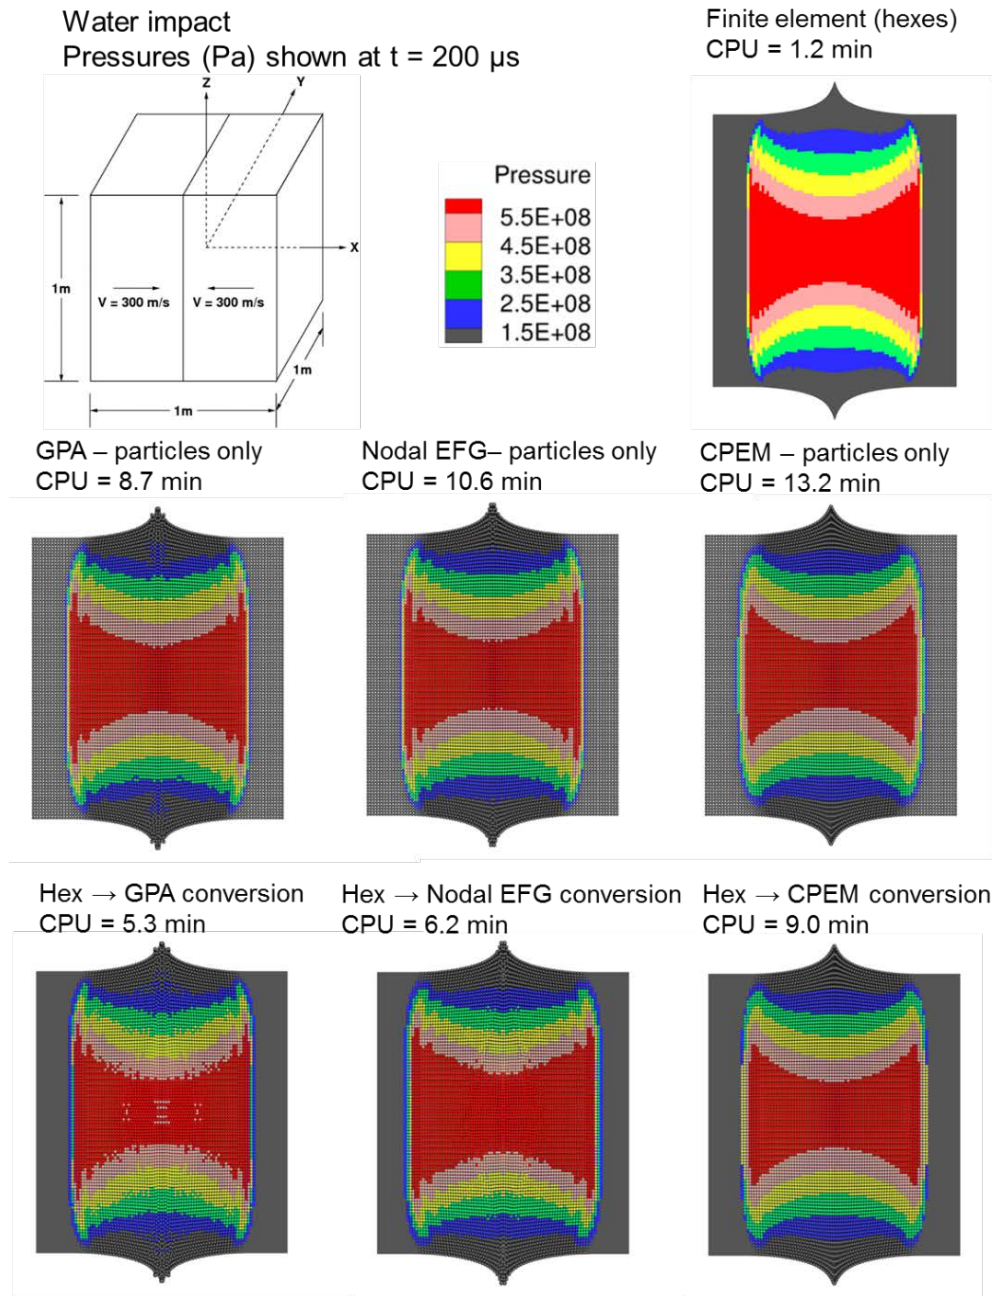 Water impact
Pressures (Pa) shown at t = 200 μs
Finite element (hexes)
CPU = 1.2 min
Z
Y
X
1m
V = 300 m/s
V = 300 m/s
1m
1m
Pressure
5.5E+08
4.5E+08
3.5E+08
2.5E+08
1.5E+08
GPA – particles only
CPU = 8.7 min
Nodal EFG– particles only
CPU = 10.6 min
CPEM – particles only
CPU = 13.2 min
Hex → GPA conversion
CPU = 5.3 min
Hex → Nodal EFG conversion
CPU = 6.2 min
Hex → CPEM conversion
CPU = 9.0 min